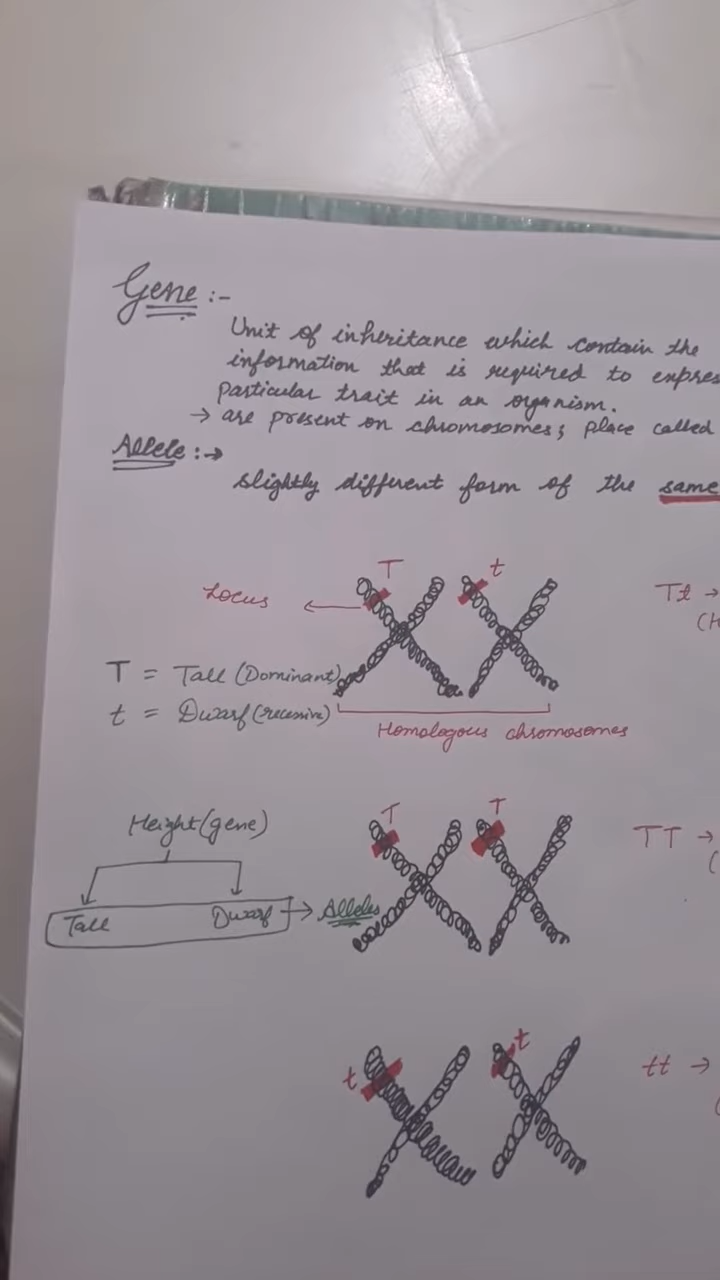 Gene :-
Unit of inheritance which contain the
information that is required to expres
particular trait in an organism.
→ are present on chromosomes; place called
Allele :→
slightly different form of the same
T t
Locus ←
Tt →
(H
T = Tall (Dominant)
t = Dwarf (recessive)
Homologous chromosomes
Height (gene)
T T
TT →
(
Tall Dwarf → Alleles
t t
tt →
(